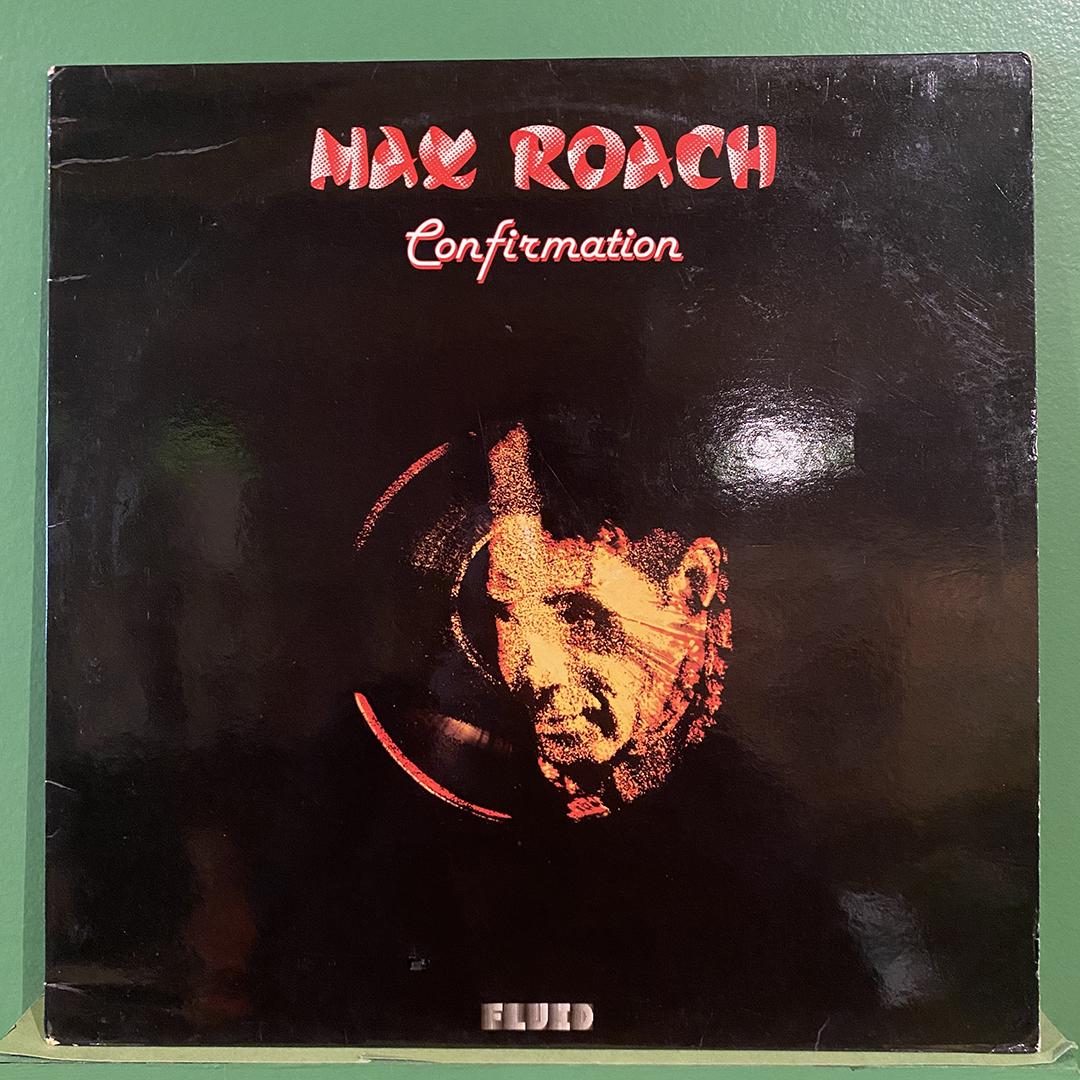 MAX ROACH
Confirmation
FLUID